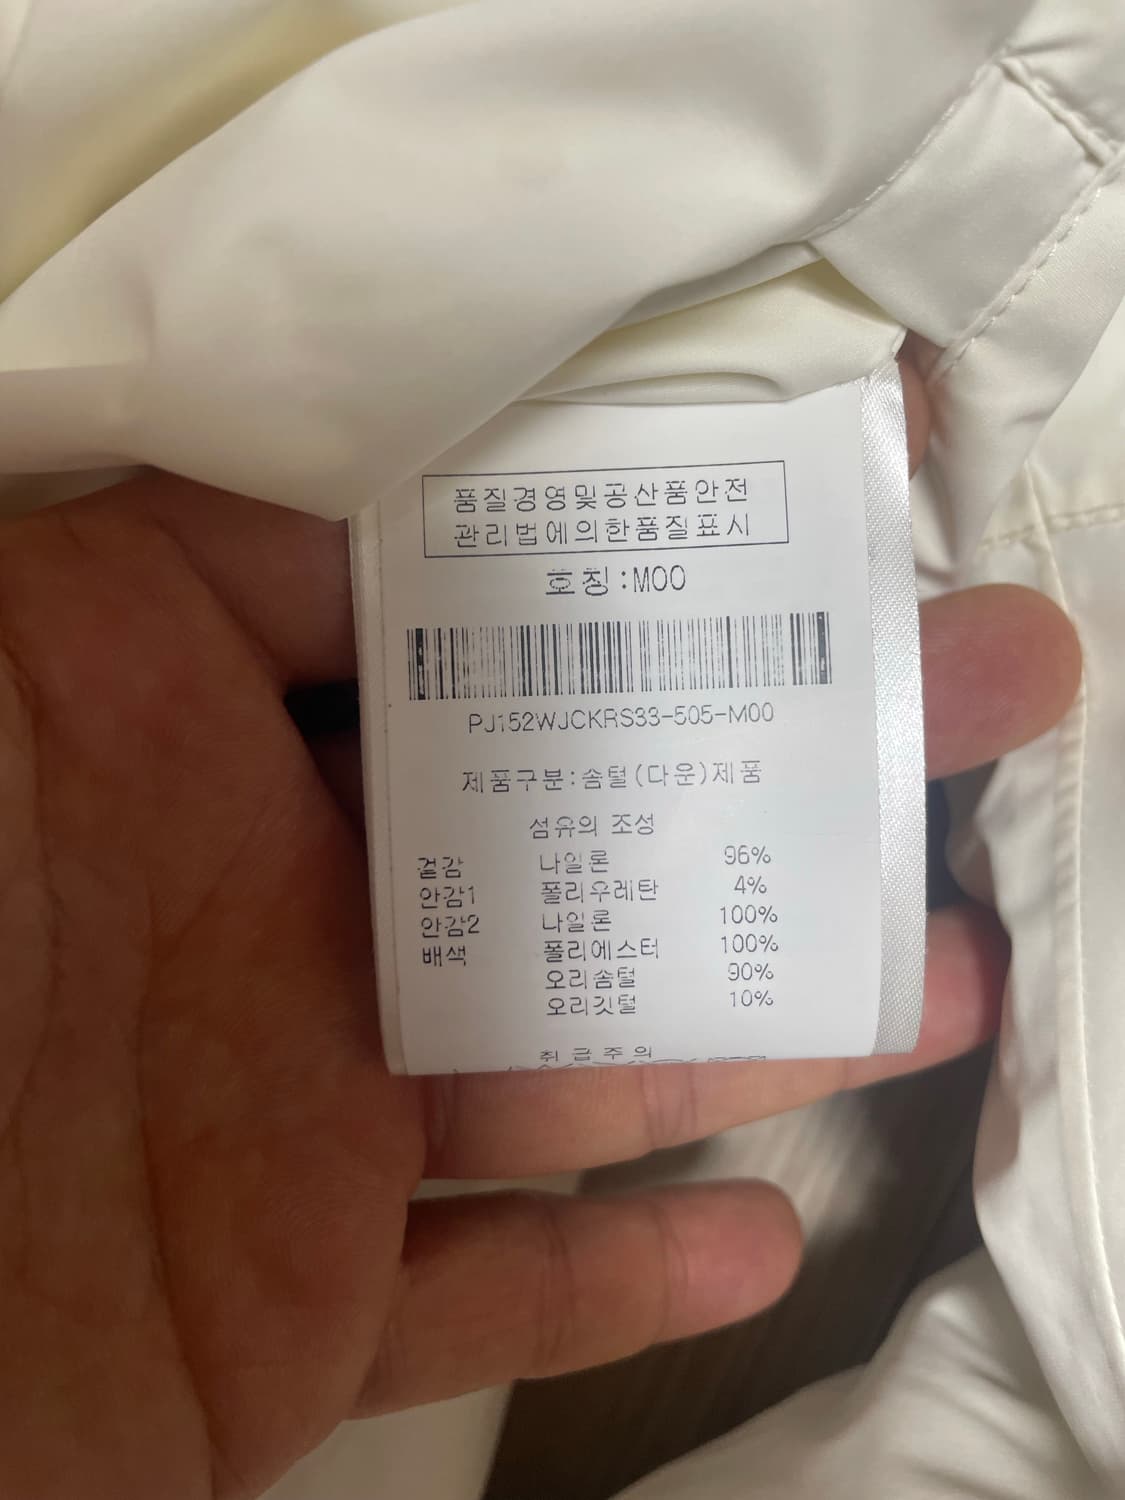 품질경영및공산품안전
관리법에의한품질표시
호칭:M00
PJ152WJCKRS33-505-M00
제품구분:솜털(다운)제품
섬유의 조성
겉감 나일론 96%
안감1 폴리우레탄 4%
안감2 나일론 100%
배색 폴리에스터 100%
오리솜털 90%
오리깃털 10%
취급주의